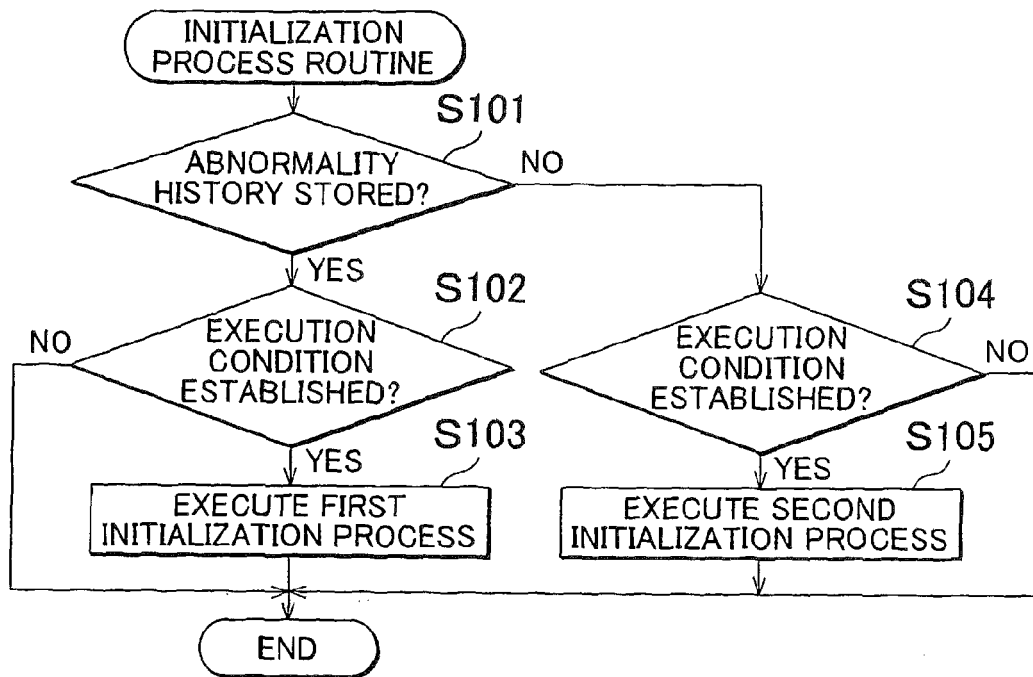 INITIALIZATION
PROCESS ROUTINE
S101
ABNORMALITY
HISTORY STORED?
NO
YES
S102
EXECUTION
CONDITION
ESTABLISHED?
NO
YES
S103
EXECUTE FIRST
INITIALIZATION PROCESS
S104
EXECUTION
CONDITION
ESTABLISHED?
NO
YES
S105
EXECUTE SECOND
INITIALIZATION PROCESS
END